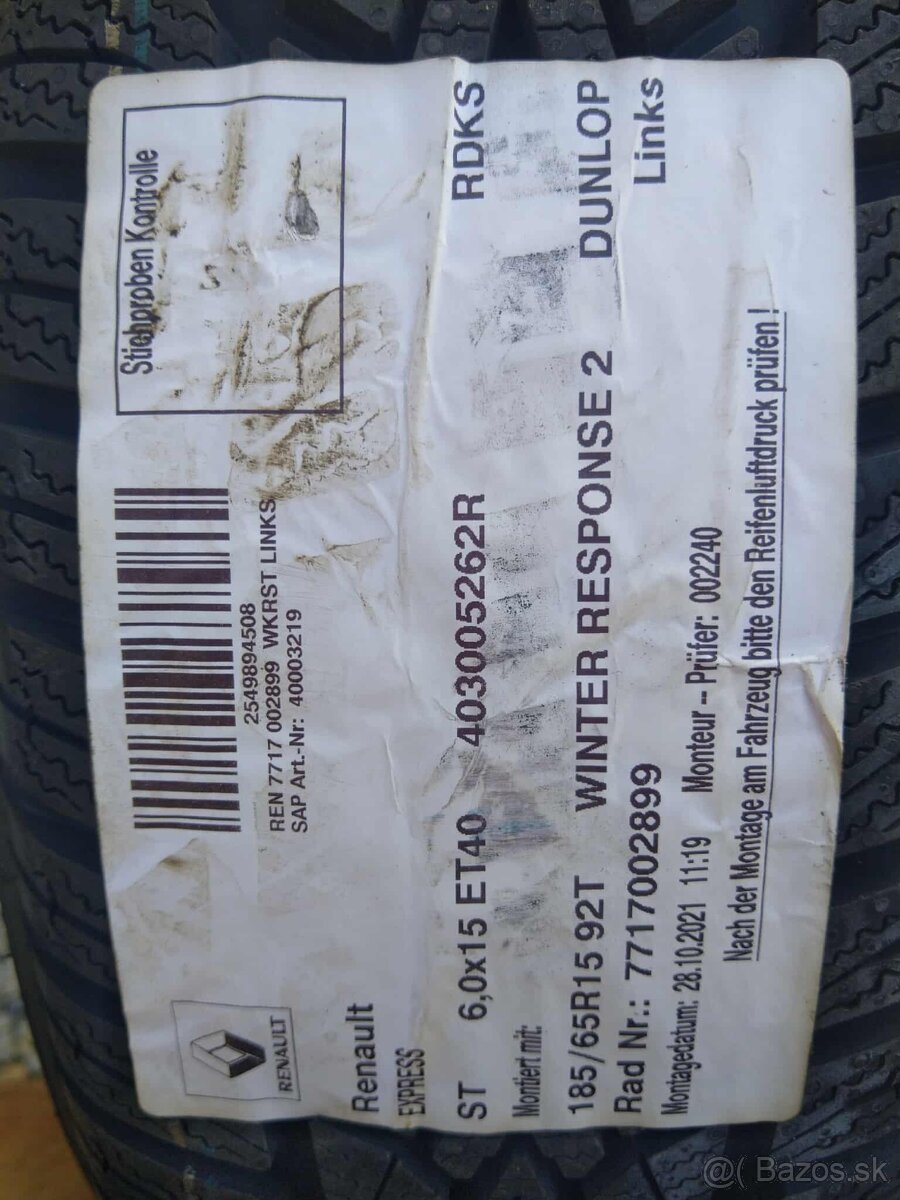 RENAULT
2549894508
REN 7717 002899 WKRST LINKS
SAP Art.-Nr: 400003219
Stichproben Kontrolle
Renault
EXPRESS
ST 6,0x15 ET40 403005262R RDKS
Montiert mit:
185/65R15 92T WINTER RESPONSE 2 DUNLOP
Rad Nr.: 7717002899 Links
Montagedatum: 28.10.2021 11:19 Monteur -- Prüfer: 002240
Nach der Montage am Fahrzeug bitte den Reifenluftdruck prüfen!
@( Bazos.sk